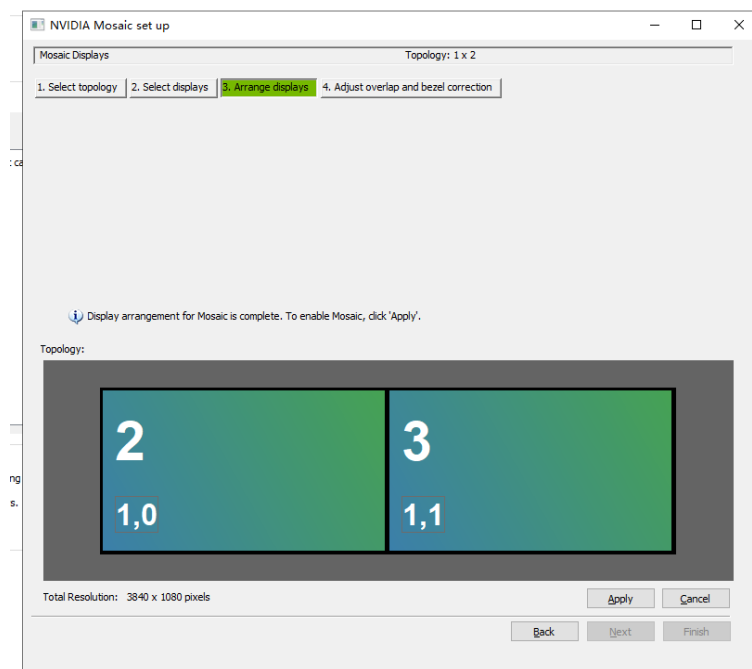 NVIDIA Mosaic set up
Mosaic Displays Topology: 1 x 2
1. Select topology 2. Select displays 3. Arrange displays 4. Adjust overlap and bezel correction
: ca
Display arrangement for Mosaic is complete. To enable Mosaic, click 'Apply'.
Topology:
2 3
ng
s.
1,0 1,1
Total Resolution: 3840 x 1080 pixels Apply Cancel
Back Next Finish